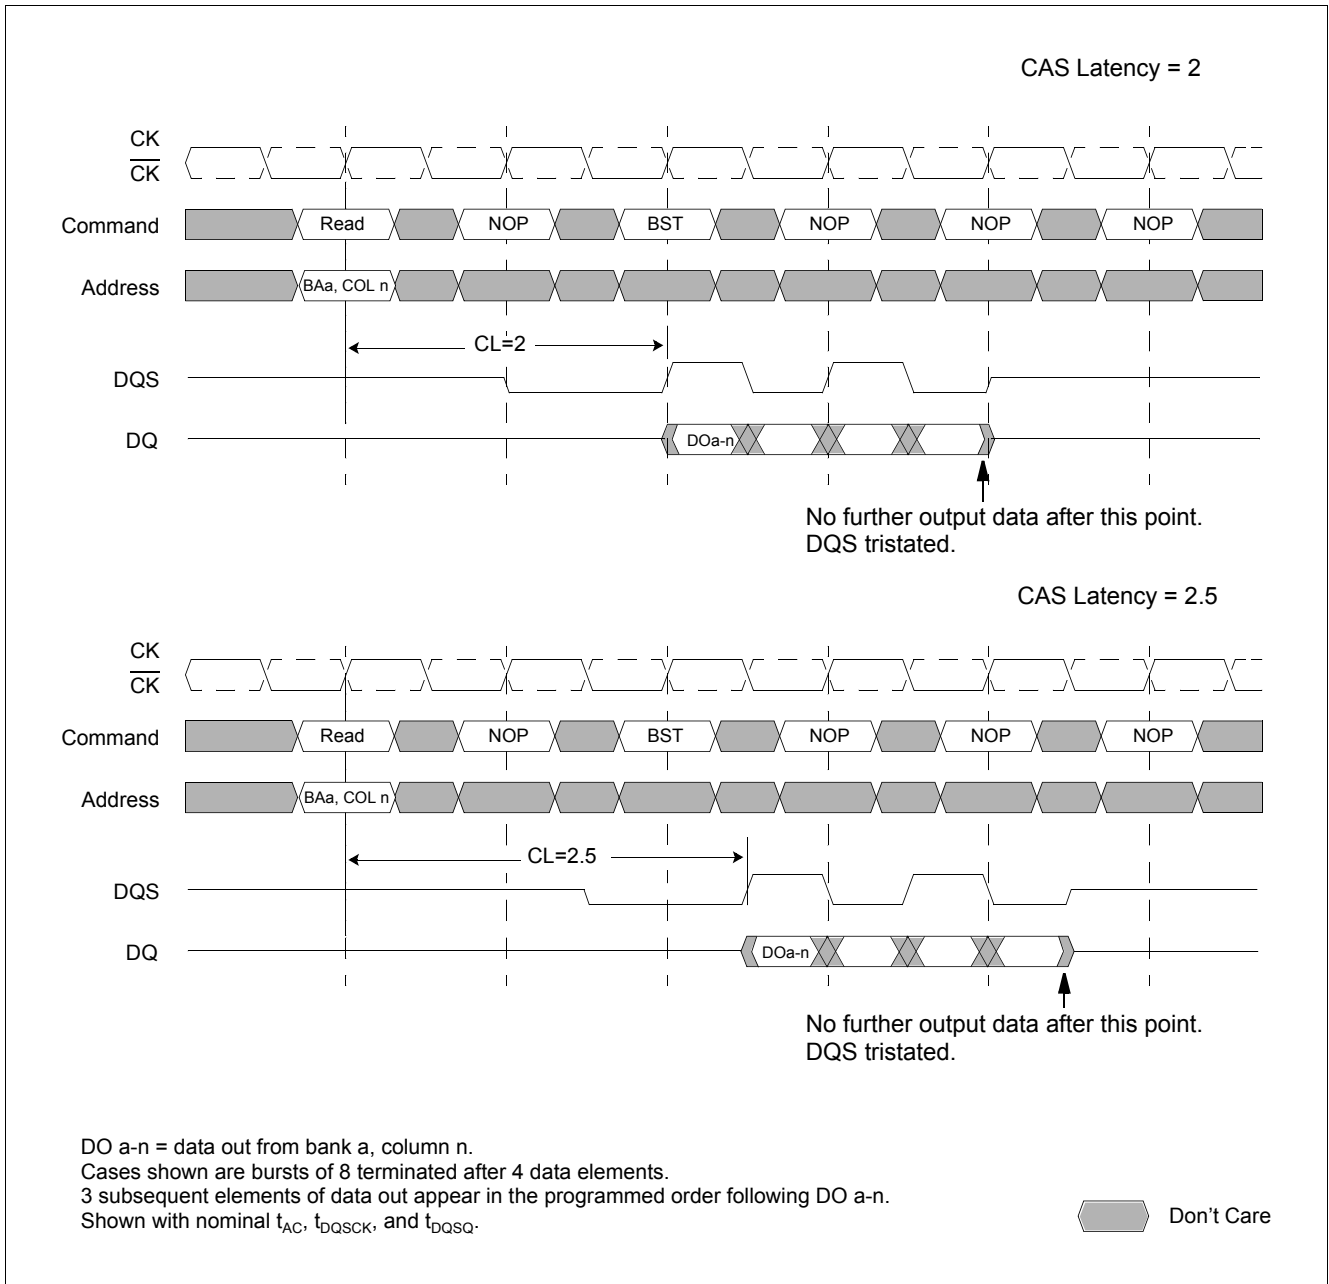 CAS Latency = 2
CK
CK
Command
Read
NOP
BST
NOP
NOP
NOP
Address
BAa, COL n
CL=2
DQS
DQ
DOa-n
No further output data after this point.
DQS tristated.
CAS Latency = 2.5
CK
CK
Command
Read
NOP
BST
NOP
NOP
NOP
Address
BAa, COL n
CL=2.5
DQS
DQ
DOa-n
No further output data after this point.
DQS tristated.
DO a-n = data out from bank a, column n.
Cases shown are bursts of 8 terminated after 4 data elements.
3 subsequent elements of data out appear in the programmed order following DO a-n.
Shown with nominal tAC, tDQSCK, and tDQSQ.
Don't Care